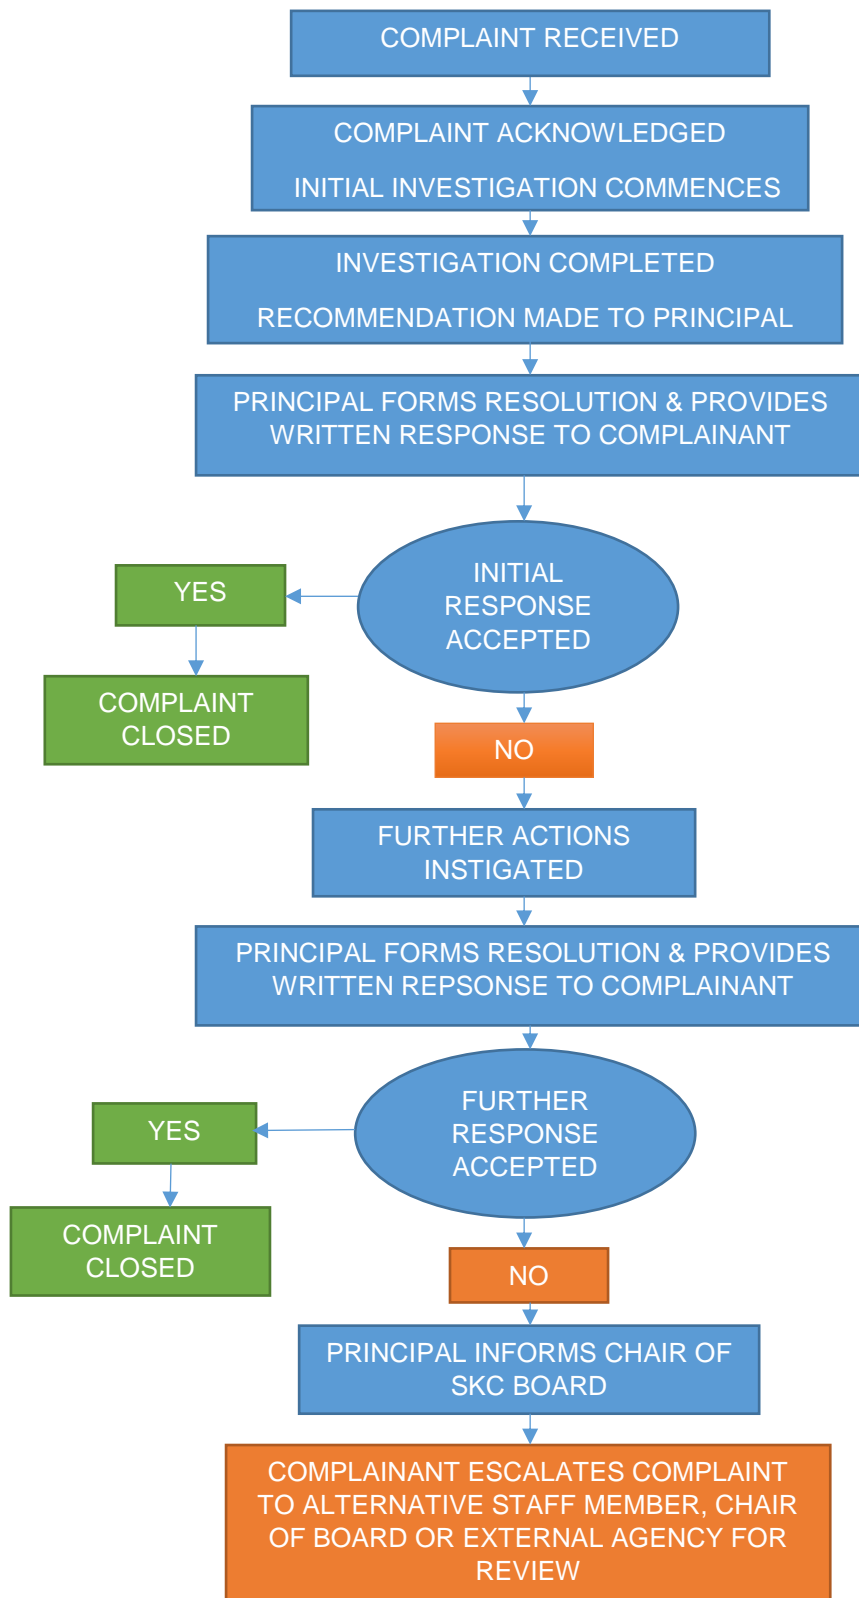 COMPLAINT RECEIVED
COMPLAINT ACKNOWLEDGED
INITIAL INVESTIGATION COMMENCES
INVESTIGATION COMPLETED
RECOMMENDATION MADE TO PRINCIPAL
PRINCIPAL FORMS RESOLUTION & PROVIDES
WRITTEN RESPONSE TO COMPLAINANT
INITIAL
RESPONSE
ACCEPTED
YES
COMPLAINT
CLOSED
NO
FURTHER ACTIONS
INSTIGATED
PRINCIPAL FORMS RESOLUTION & PROVIDES
WRITTEN REPSONSE TO COMPLAINANT
FURTHER
RESPONSE
ACCEPTED
YES
COMPLAINT
CLOSED
NO
PRINCIPAL INFORMS CHAIR OF
SKC BOARD
COMPLAINANT ESCALATES COMPLAINT
TO ALTERNATIVE STAFF MEMBER, CHAIR
OF BOARD OR EXTERNAL AGENCY FOR
REVIEW